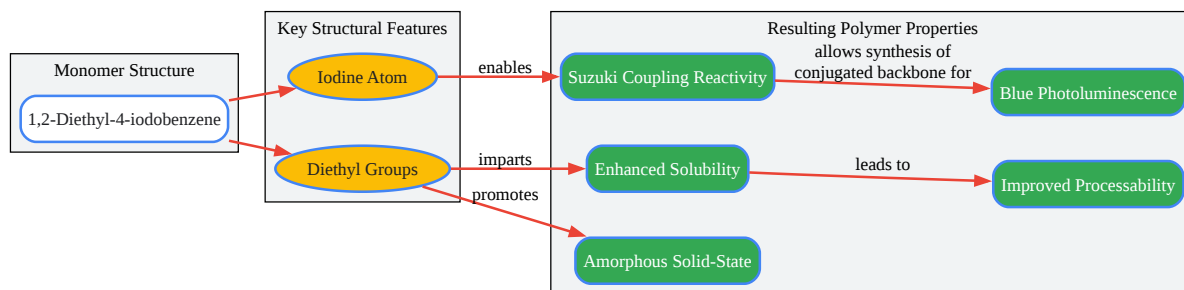 Monomer Structure
1,2-Diethyl-4-iodobenzene
Key Structural Features
Iodine Atom
Diethyl Groups
enables
imparts
promotes
Resulting Polymer Properties
Suzuki Coupling Reactivity
allows synthesis of
conjugated backbone for
Blue Photoluminescence
Enhanced Solubility
leads to
Improved Processability
Amorphous Solid-State